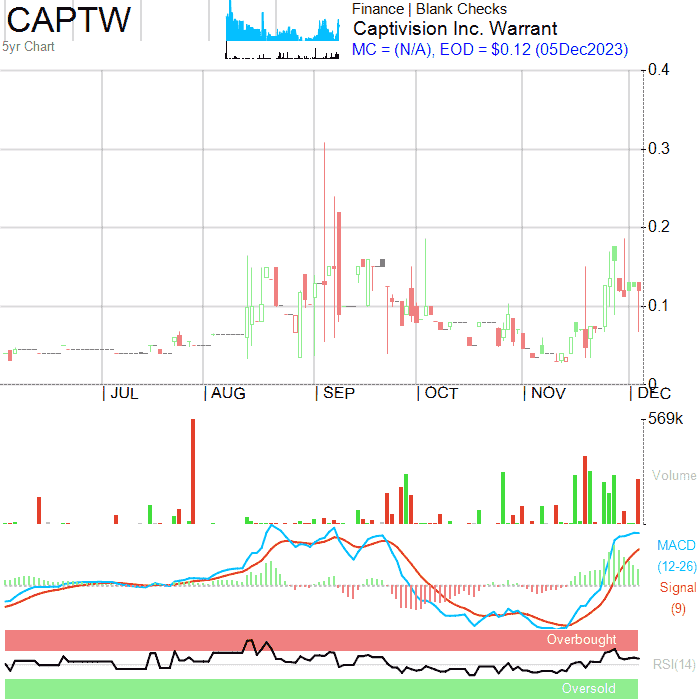 CAPTW
5yr Chart
Finance | Blank Checks
Captivision Inc. Warrant
MC = (N/A), EOD = $0.12 (05Dec2023)
0.4
0.3
0.2
0.1
0
| JUL | AUG | SEP | OCT | NOV | DEC
569k
Volume
MACD
(12-26)
Signal
(9)
Overbought
RSI(14)
Oversold